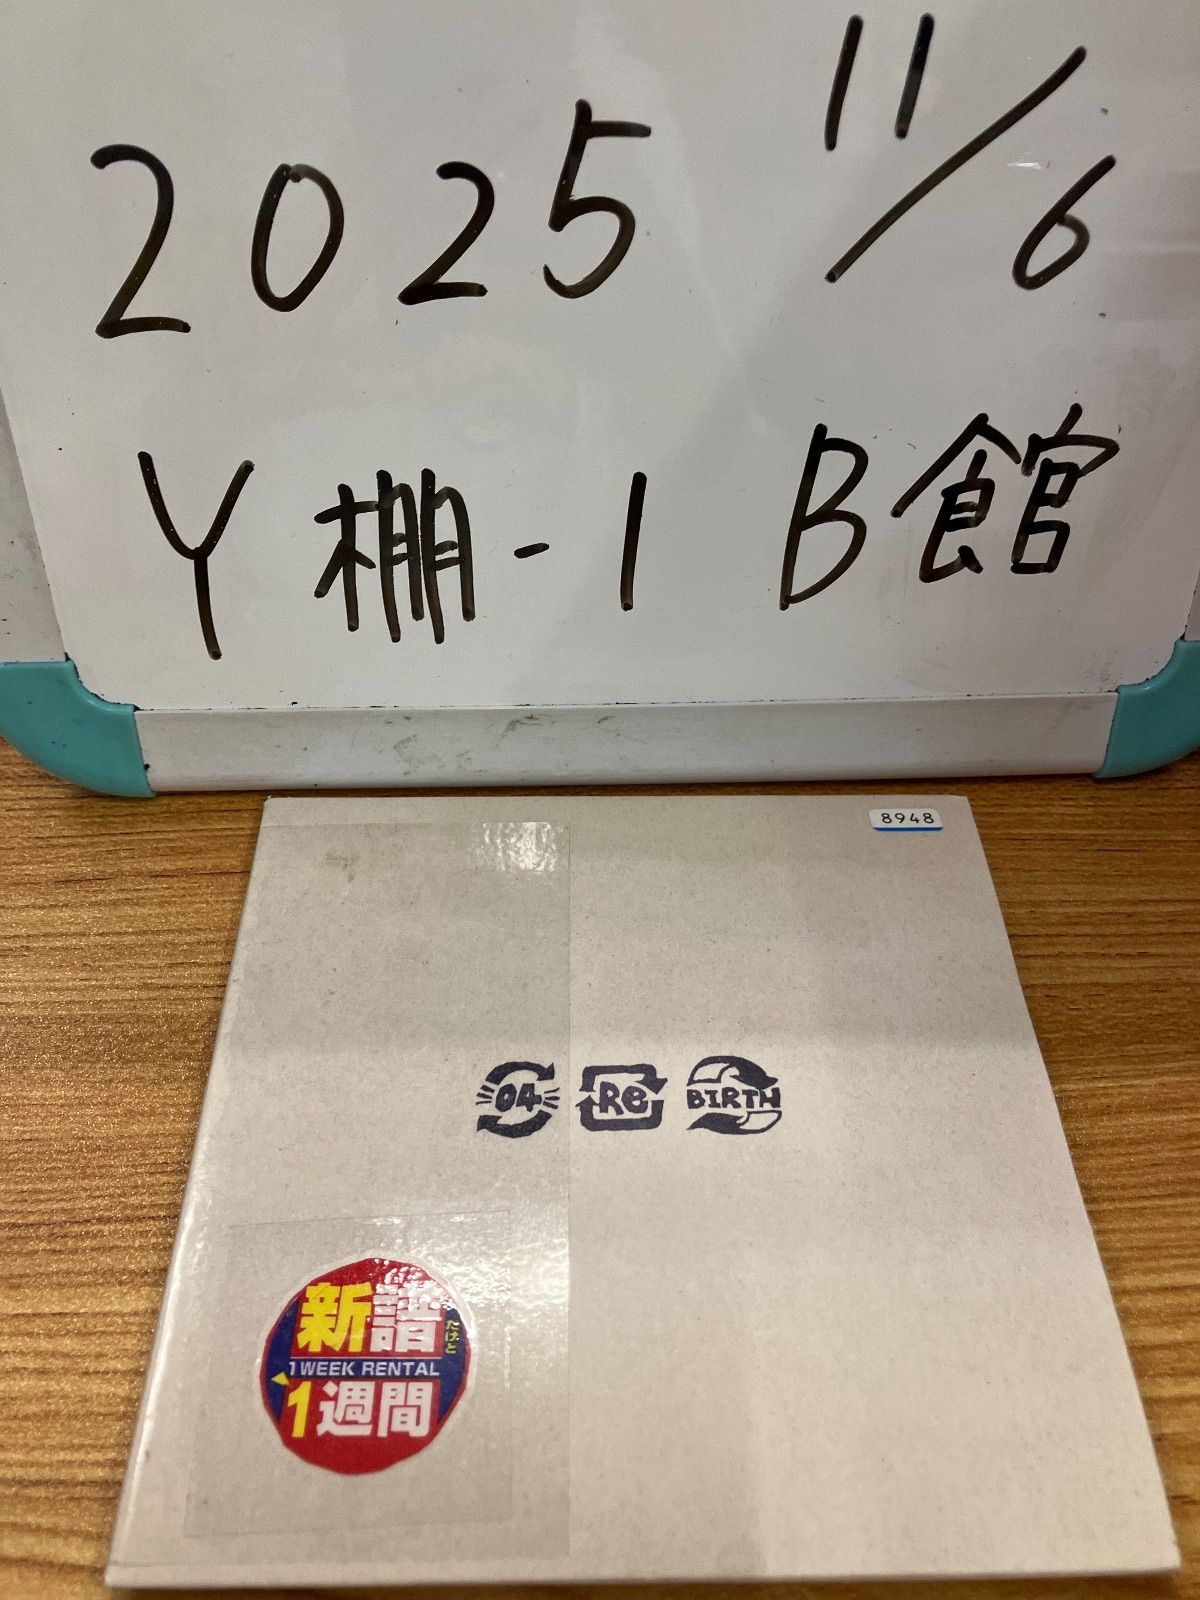 2025 11/6
Y棚-1 B館
8948
04 Re BIRTH
新譜だけど
1WEEK RENTAL
1週間